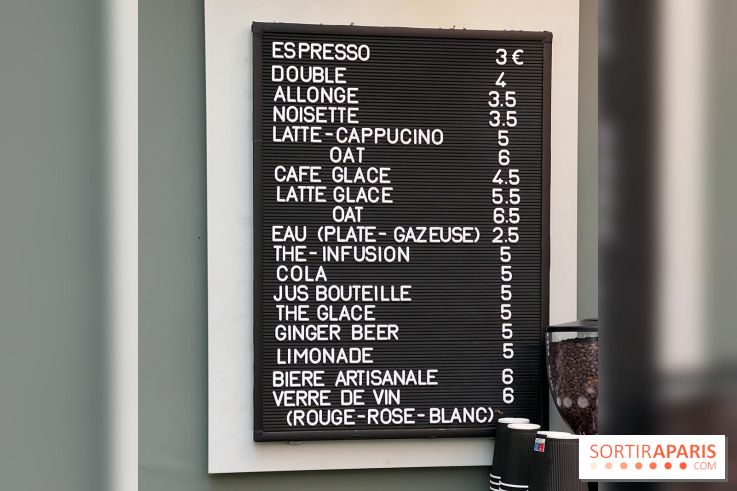 ESPRESSO 3 €
DOUBLE 4
ALLONGE 3.5
NOISETTE 3.5
LATTE-CAPPUCINO 5
OAT 6
CAFE GLACE 4.5
LATTE GLACE 5.5
OAT 6.5
EAU (PLATE-GAZEUSE) 2.5
THE-INFUSION 5
COLA 5
JUS BOUTEILLE 5
THE GLACE 5
GINGER BEER 5
LIMONADE 5
BIERE ARTISANALE 6
VERRE DE VIN 6
(ROUGE-ROSE-BLANC)
SORTIRAPARIS
.COM